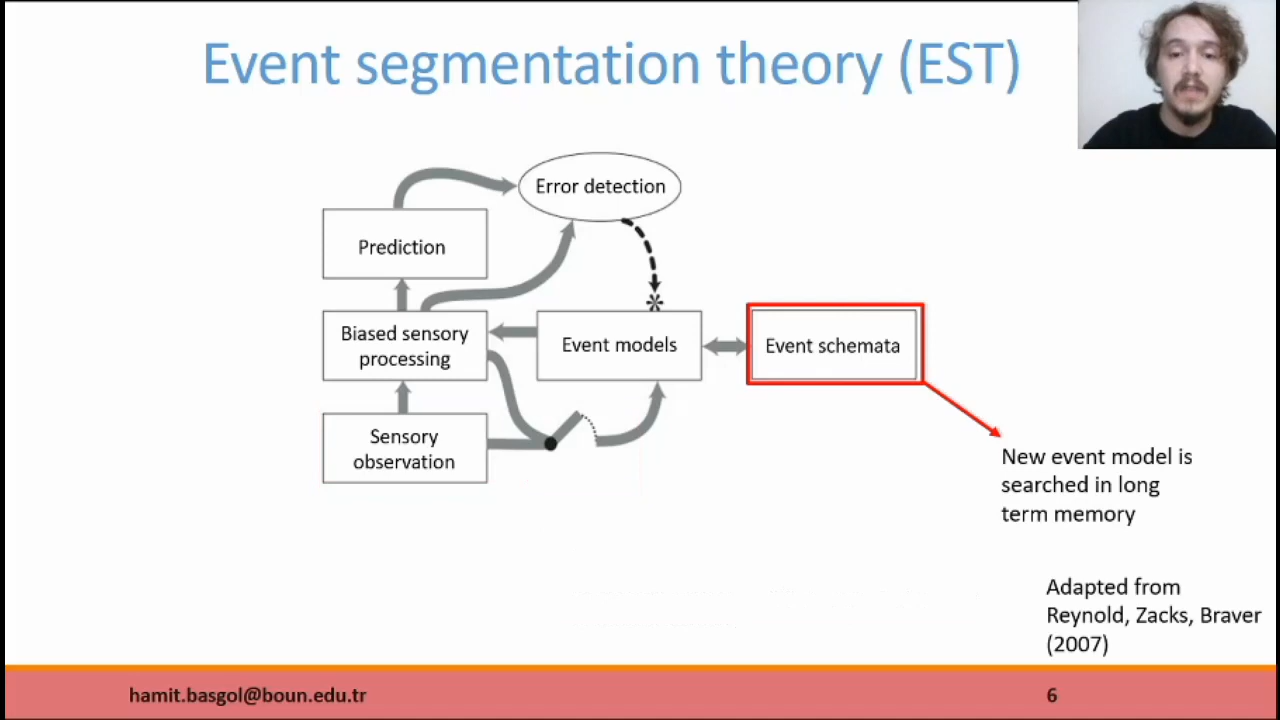 Event segmentation theory (EST)
Error detection
Prediction
Biased sensory
processing
Event models
Event schemata
Sensory
observation
New event model is
searched in long
term memory
Adapted from
Reynold, Zacks, Braver
(2007)
hamit.basgol@boun.edu.tr
6